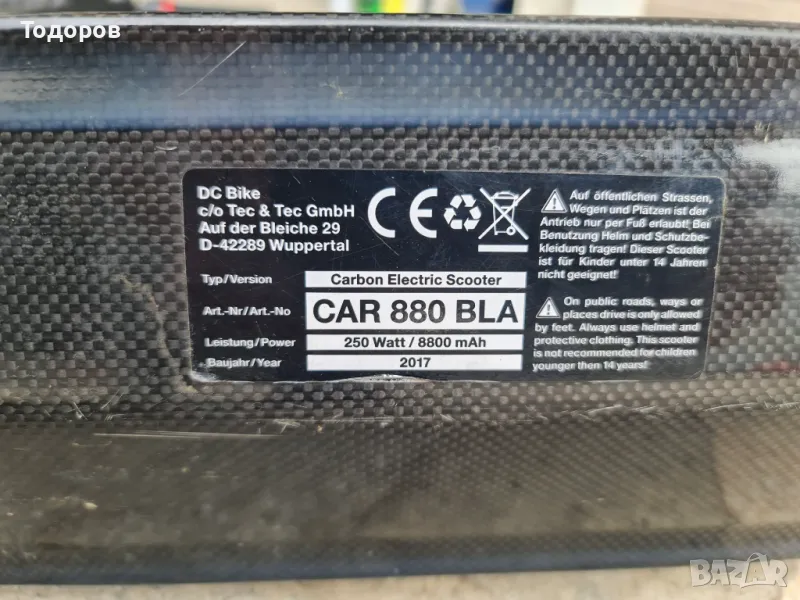 Тодоров
DC Bike
c/o Tec & Tec GmbH
Auf der Bleiche 29
D-42289 Wuppertal
CE
Typ/Version Carbon Electric Scooter
Art.-Nr/Art.-No CAR 880 BLA
Leistung/Power 250 Watt / 8800 mAh
Baujahr/Year 2017
Auf öffentlichen Strassen,
Wegen und Plätzen ist der
Antrieb nur per Fuß erlaubt! Bei
Benutzung Helm und Schutzbe-
kleidung tragen! Dieser Scooter
ist für Kinder unter 14 Jahren
nicht geeignet!
On public roads, ways or
places drive is only allowed
by feet. Always use helmet and
protective clothing. This scooter
is not recommended for children
younger then 14 years!
BAZAR